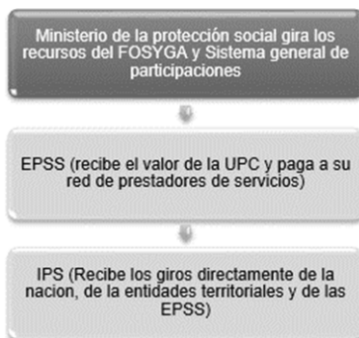 Ministerio de la protección social gira los
recursos del FOSYGA y Sistema general de
participaciones
EPSS (recibe el valor de la UPC y paga a su
red de prestadores de servicios)
IPS (Recibe los giros directamente de la
nacion, de la entidades territoriales y de las
EPSS)